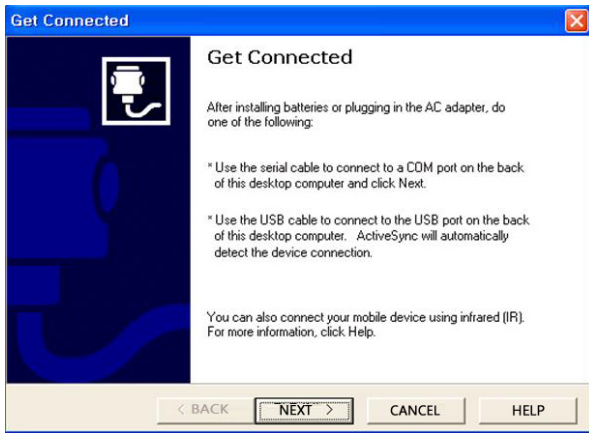 Get Connected
Get Connected
After installing batteries or plugging in the AC adapter, do
one of the following:
* Use the serial cable to connect to a COM port on the back
of this desktop computer and click Next.
* Use the USB cable to connect to the USB port on the back
of this desktop computer. ActiveSync will automatically
detect the device connection.
You can also connect your mobile device using infrared (IR).
For more information, click Help.
< BACK NEXT > CANCEL HELP